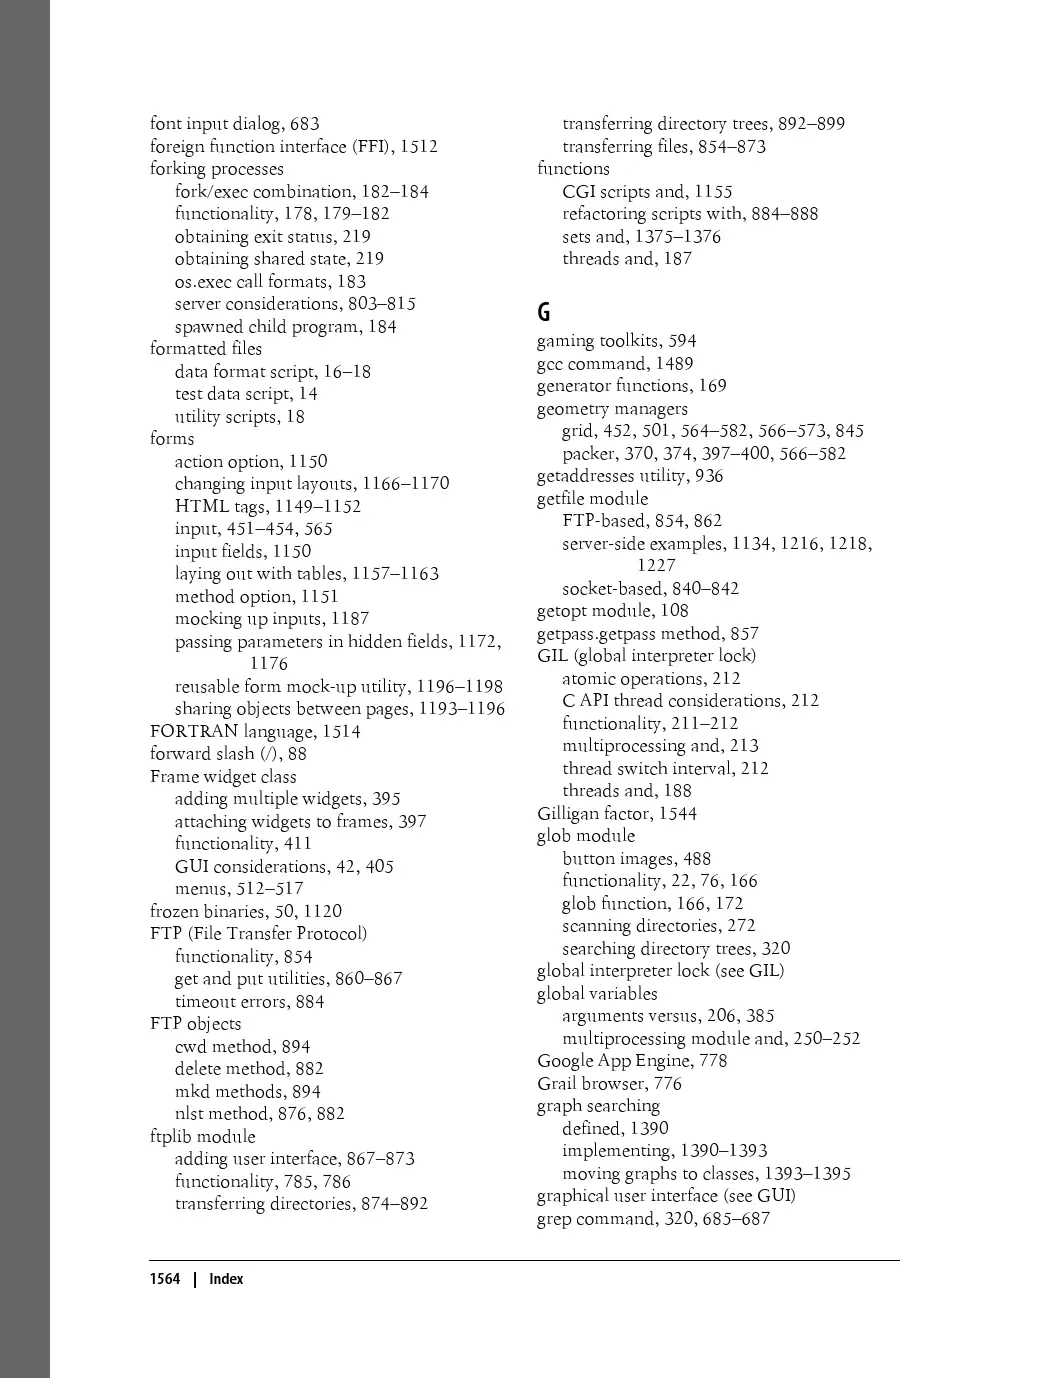 font input dialog, 683
foreign function interface (FFI), 1512
forking processes
fork/exec combination, 182–184
functionality, 178, 179–182
obtaining exit status, 219
obtaining shared state, 219
os.exec call formats, 183
server considerations, 803–815
spawned child program, 184
formatted files
data format script, 16–18
test data script, 14
utility scripts, 18
forms
action option, 1150
changing input layouts, 1166–1170
HTML tags, 1149–1152
input, 451–454, 565
input fields, 1150
laying out with tables, 1157–1163
method option, 1151
mocking up inputs, 1187
passing parameters in hidden fields, 1172,
1176
reusable form mock-up utility, 1196–1198
sharing objects between pages, 1193–1196
FORTRAN language, 1514
forward slash (/), 88
Frame widget class
adding multiple widgets, 395
attaching widgets to frames, 397
functionality, 411
GUI considerations, 42, 405
menus, 512–517
frozen binaries, 50, 1120
FTP (File Transfer Protocol)
functionality, 854
get and put utilities, 860–867
timeout errors, 884
FTP objects
cwd method, 894
delete method, 882
mkd methods, 894
nlst method, 876, 882
ftplib module
adding user interface, 867–873
functionality, 785, 786
transferring directories, 874–892
transferring directory trees, 892–899
transferring files, 854–873
functions
CGI scripts and, 1155
refactoring scripts with, 884–888
sets and, 1375–1376
threads and, 187
G
gaming toolkits, 594
gcc command, 1489
generator functions, 169
geometry managers
grid, 452, 501, 564–582, 566–573, 845
packer, 370, 374, 397–400, 566–582
getaddresses utility, 936
getfile module
FTP-based, 854, 862
server-side examples, 1134, 1216, 1218,
1227
socket-based, 840–842
getopt module, 108
getpass.getpass method, 857
GIL (global interpreter lock)
atomic operations, 212
C API thread considerations, 212
functionality, 211–212
multiprocessing and, 213
thread switch interval, 212
threads and, 188
Gilligan factor, 1544
glob module
button images, 488
functionality, 22, 76, 166
glob function, 166, 172
scanning directories, 272
searching directory trees, 320
global interpreter lock (see GIL)
global variables
arguments versus, 206, 385
multiprocessing module and, 250–252
Google App Engine, 778
Grail browser, 776
graph searching
defined, 1390
implementing, 1390–1393
moving graphs to classes, 1393–1395
graphical user interface (see GUI)
grep command, 320, 685–687
1564 | Index